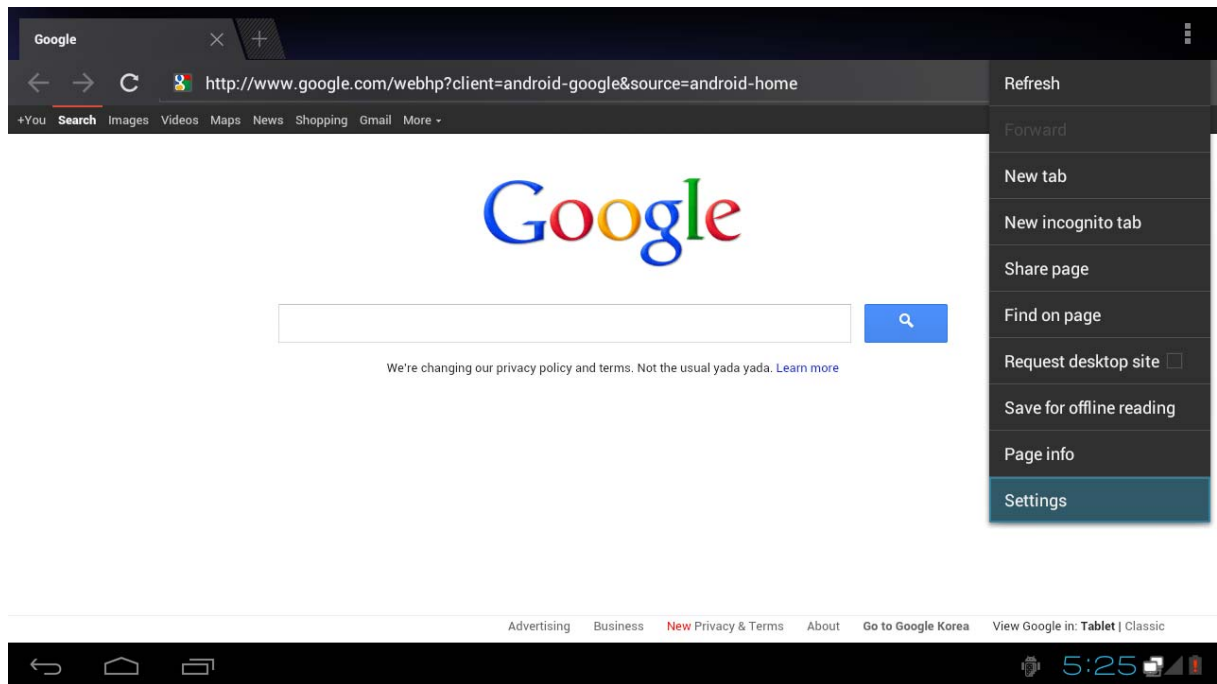 Google
http://www.google.com/webhp?client=android-google&source=android-home
+You Search Images Videos Maps News Shopping Gmail More
Google
We're changing our privacy policy and terms. Not the usual yada yada. Learn more
Refresh
Forward
New tab
New incognito tab
Share page
Find on page
Request desktop site
Save for offline reading
Page info
Settings
Advertising Business New Privacy & Terms About Go to Google Korea View Google in: Tablet | Classic
5:25